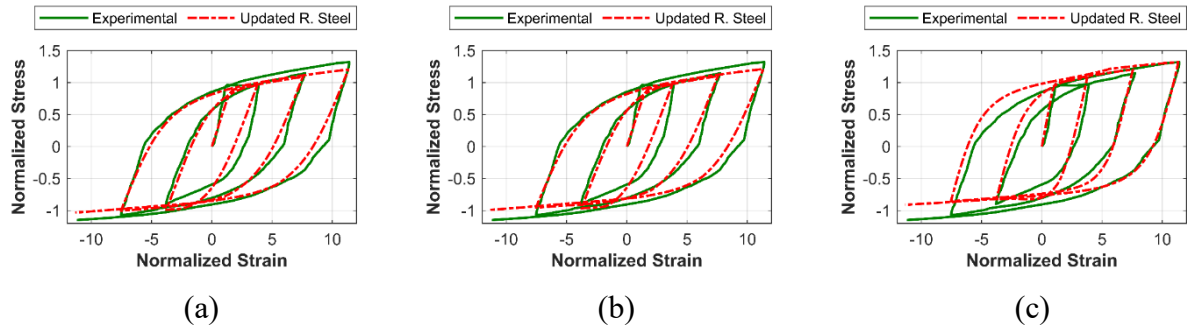 Experimental Updated R. Steel
1.5
1
0.5
0
-0.5
-1
Normalized Stress
-10 -5 0 5 10
Normalized Strain
(a)
Experimental Updated R. Steel
1.5
1
0.5
0
-0.5
-1
Normalized Stress
-10 -5 0 5 10
Normalized Strain
(b)
Experimental Updated R. Steel
1.5
1
0.5
0
-0.5
-1
Normalized Stress
-10 -5 0 5 10
Normalized Strain
(c)